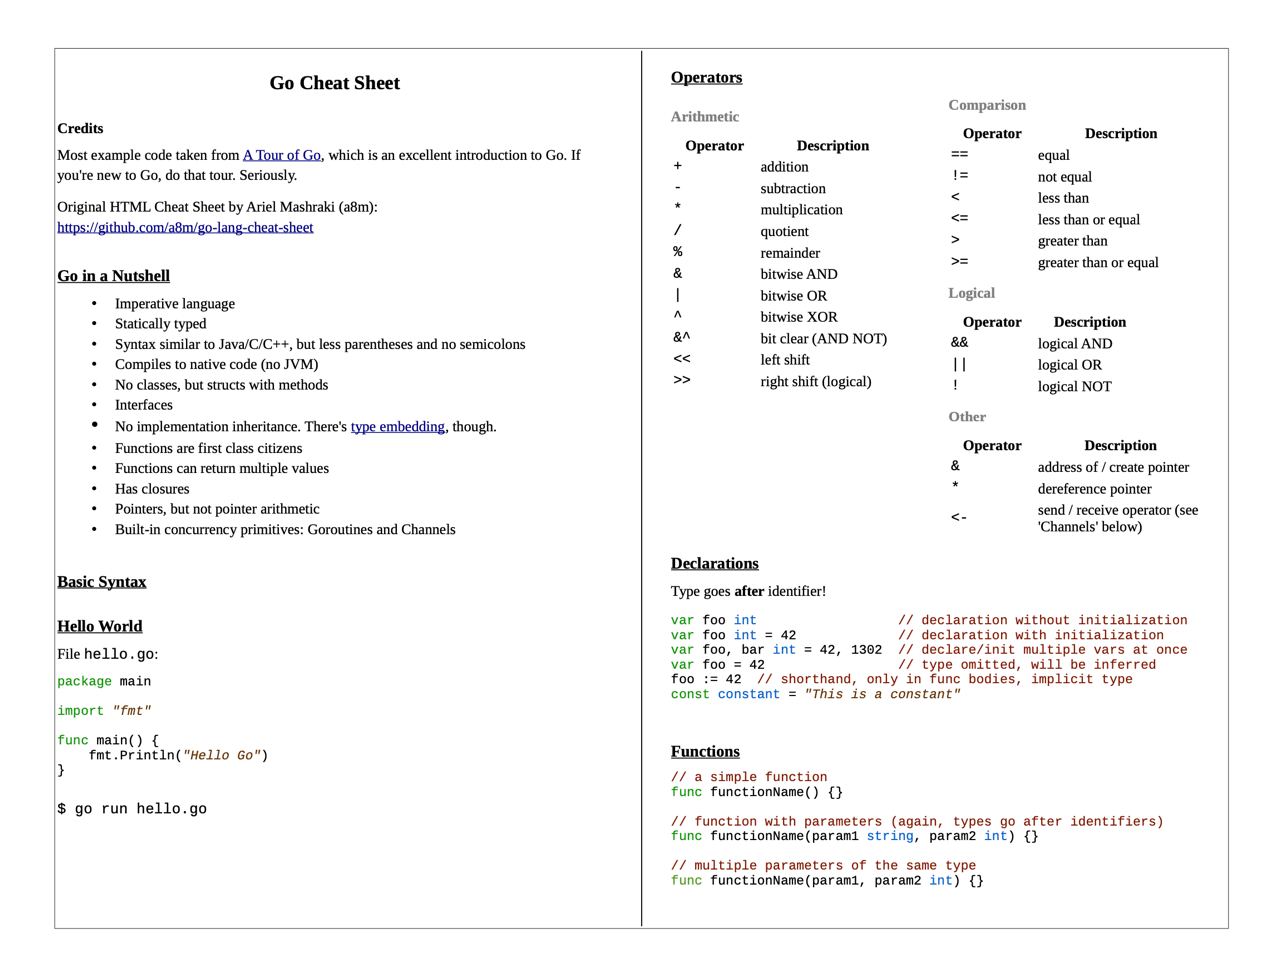 Go Cheat Sheet
Credits
Most example code taken from A Tour of Go, which is an excellent introduction to Go. If
you're new to Go, do that tour. Seriously.
Original HTML Cheat Sheet by Ariel Mashraki (a8m):
https://github.com/a8m/go-lang-cheat-sheet
Go in a Nutshell
• Imperative language
• Statically typed
• Syntax similar to Java/C/C++, but less parentheses and no semicolons
• Compiles to native code (no JVM)
• No classes, but structs with methods
• Interfaces
• No implementation inheritance. There's type embedding, though.
• Functions are first class citizens
• Functions can return multiple values
• Has closures
• Pointers, but not pointer arithmetic
• Built-in concurrency primitives: Goroutines and Channels
Basic Syntax
Hello World
File hello.go:
package main
import "fmt"
func main() {
    fmt.Println("Hello Go")
}
$ go run hello.go
Operators
Arithmetic
Operator Description
+ addition
- subtraction
* multiplication
/ quotient
% remainder
& bitwise AND
| bitwise OR
^ bitwise XOR
&^ bit clear (AND NOT)
<< left shift
>> right shift (logical)
Comparison
Operator Description
== equal
!= not equal
< less than
<= less than or equal
> greater than
>= greater than or equal
Logical
Operator Description
&& logical AND
|| logical OR
! logical NOT
Other
Operator Description
& address of / create pointer
* dereference pointer
<- send / receive operator (see
'Channels' below)
Declarations
Type goes after identifier!
var foo int                  // declaration without initialization
var foo int = 42             // declaration with initialization
var foo, bar int = 42, 1302  // declare/init multiple vars at once
var foo = 42                 // type omitted, will be inferred
foo := 42  // shorthand, only in func bodies, implicit type
const constant = "This is a constant"
Functions
// a simple function
func functionName() {}
// function with parameters (again, types go after identifiers)
func functionName(param1 string, param2 int) {}
// multiple parameters of the same type
func functionName(param1, param2 int) {}